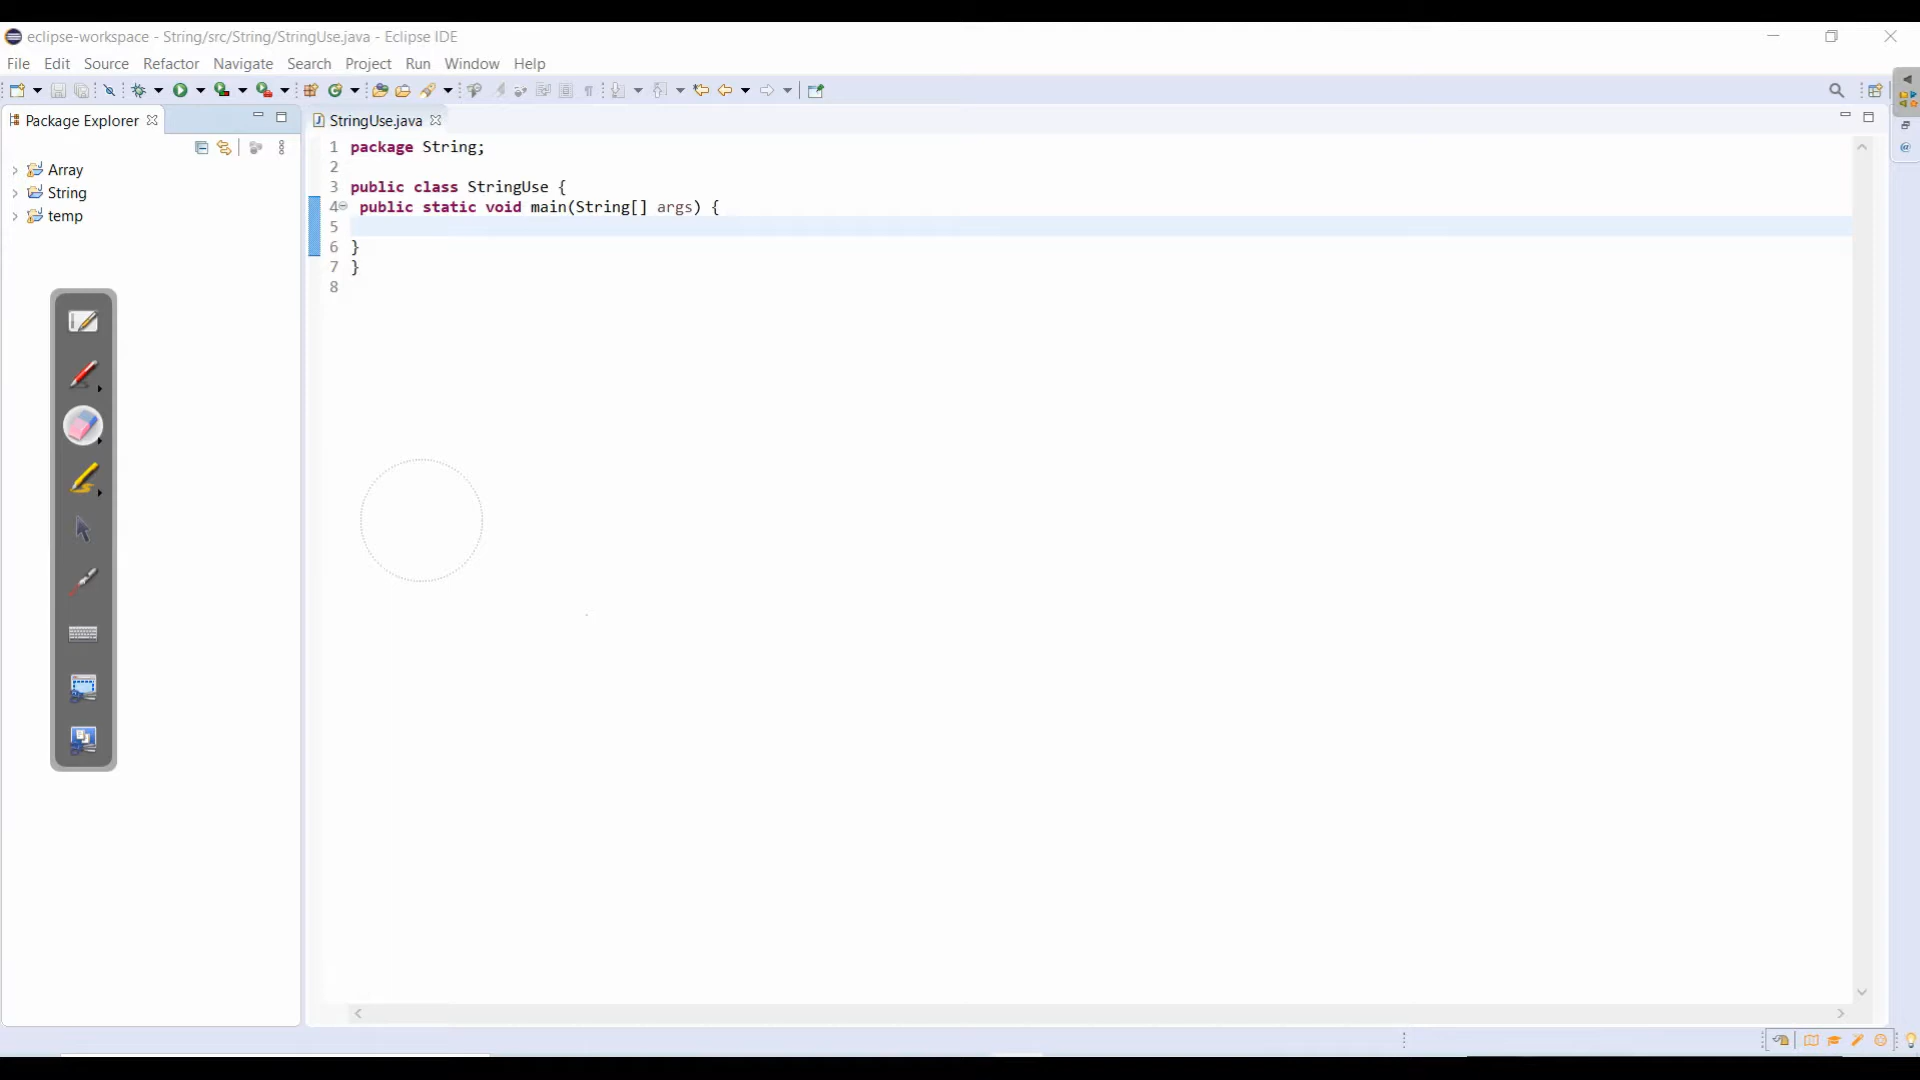 eclipse-workspace - String/src/String/StringUse.java - Eclipse IDE
File Edit Source Refactor Navigate Search Project Run Window Help
Package Explorer
Array
String
temp
StringUse.java
1 package String;
2
3 public class StringUse {
4 public static void main(String[] args) {
5
6 }
7 }
8